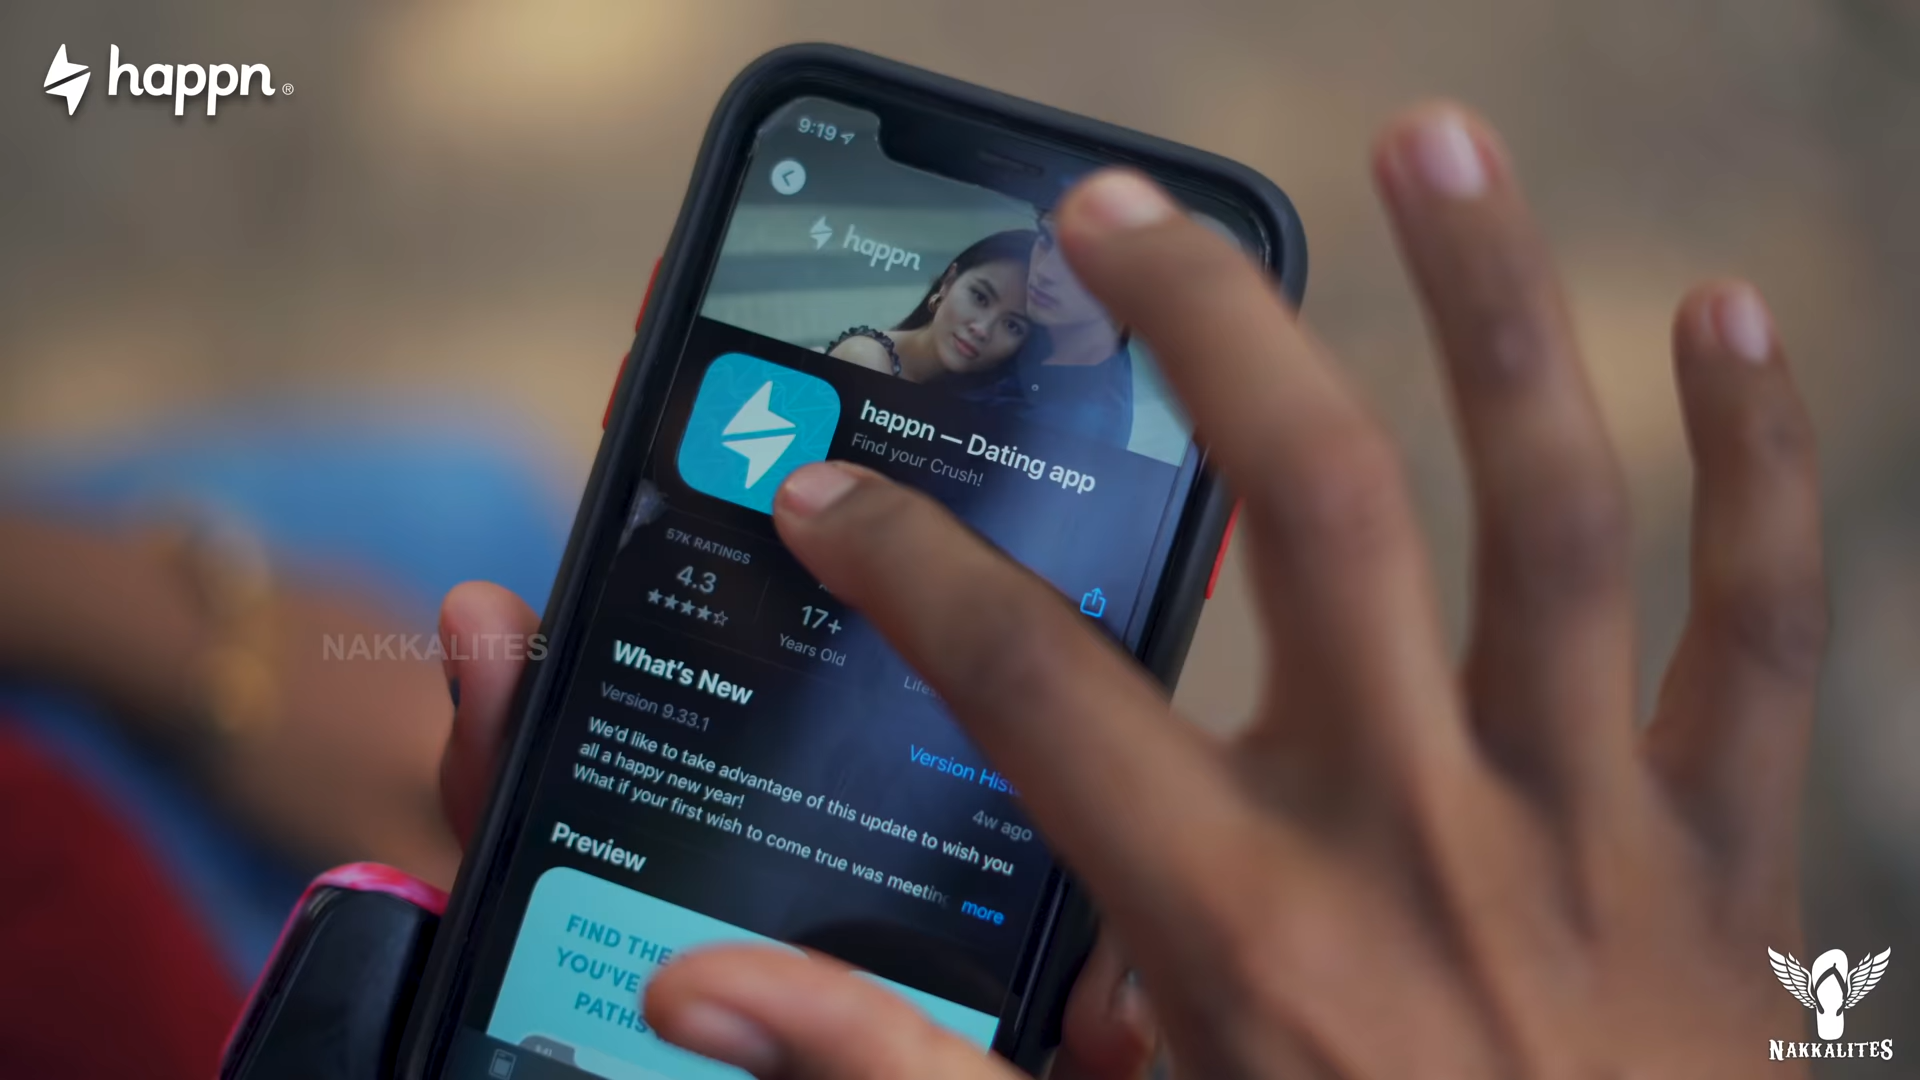 happn®
9:19
happn
happn — Dating app
Find your Crush!
57K RATINGS
4.3
17+
Years Old
What's New
Version 9.33.1
Version
4w ago
We'd like to take advantage of this update to wish you
all a happy new year!
What if your first wish to come true was
more
Preview
FIND THE
YOU'VE
PATHS
NAKKALITES
NAKKALITES